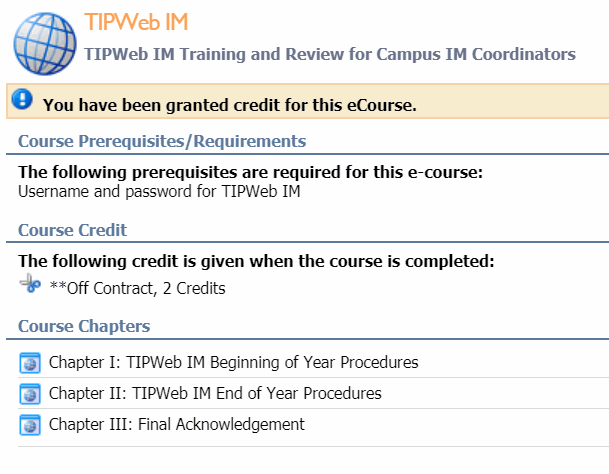 TIPWeb IM
TIPWeb IM Training and Review for Campus IM Coordinators
You have been granted credit for this eCourse.
Course Prerequisites/Requirements
The following prerequisites are required for this e-course:
Username and password for TIPWeb IM
Course Credit
The following credit is given when the course is completed:
**Off Contract, 2 Credits
Course Chapters
Chapter I: TIPWeb IM Beginning of Year Procedures
Chapter II: TIPWeb IM End of Year Procedures
Chapter III: Final Acknowledgement